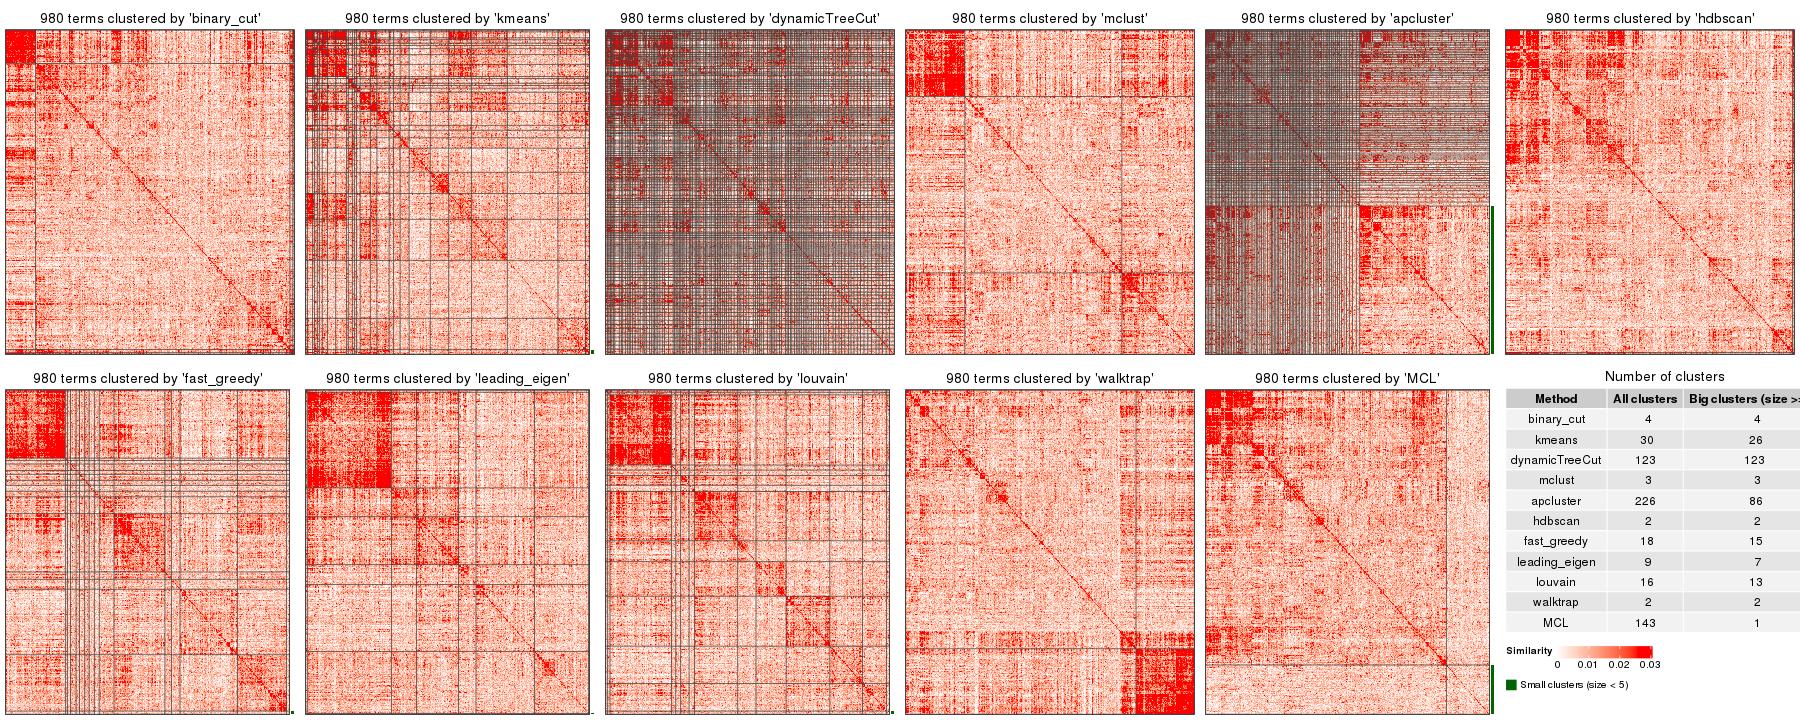 980 terms clustered by 'binary_cut'
980 terms clustered by 'kmeans'
980 terms clustered by 'dynamicTreeCut'
980 terms clustered by 'mclust'
980 terms clustered by 'apcluster'
980 terms clustered by 'hdbscan'
980 terms clustered by 'fast_greedy'
980 terms clustered by 'leading_eigen'
980 terms clustered by 'louvain'
980 terms clustered by 'walktrap'
980 terms clustered by 'MCL'
Number of clusters
Method All clusters Big clusters (size >
binary_cut 4 4
kmeans 30 26
dynamicTreeCut 123 123
mclust 3 3
apcluster 226 86
hdbscan 2 2
fast_greedy 18 15
leading_eigen 9 7
louvain 16 13
walktrap 2 2
MCL 143 1
Similarity
0 0.01 0.02 0.03
Small clusters (size < 5)